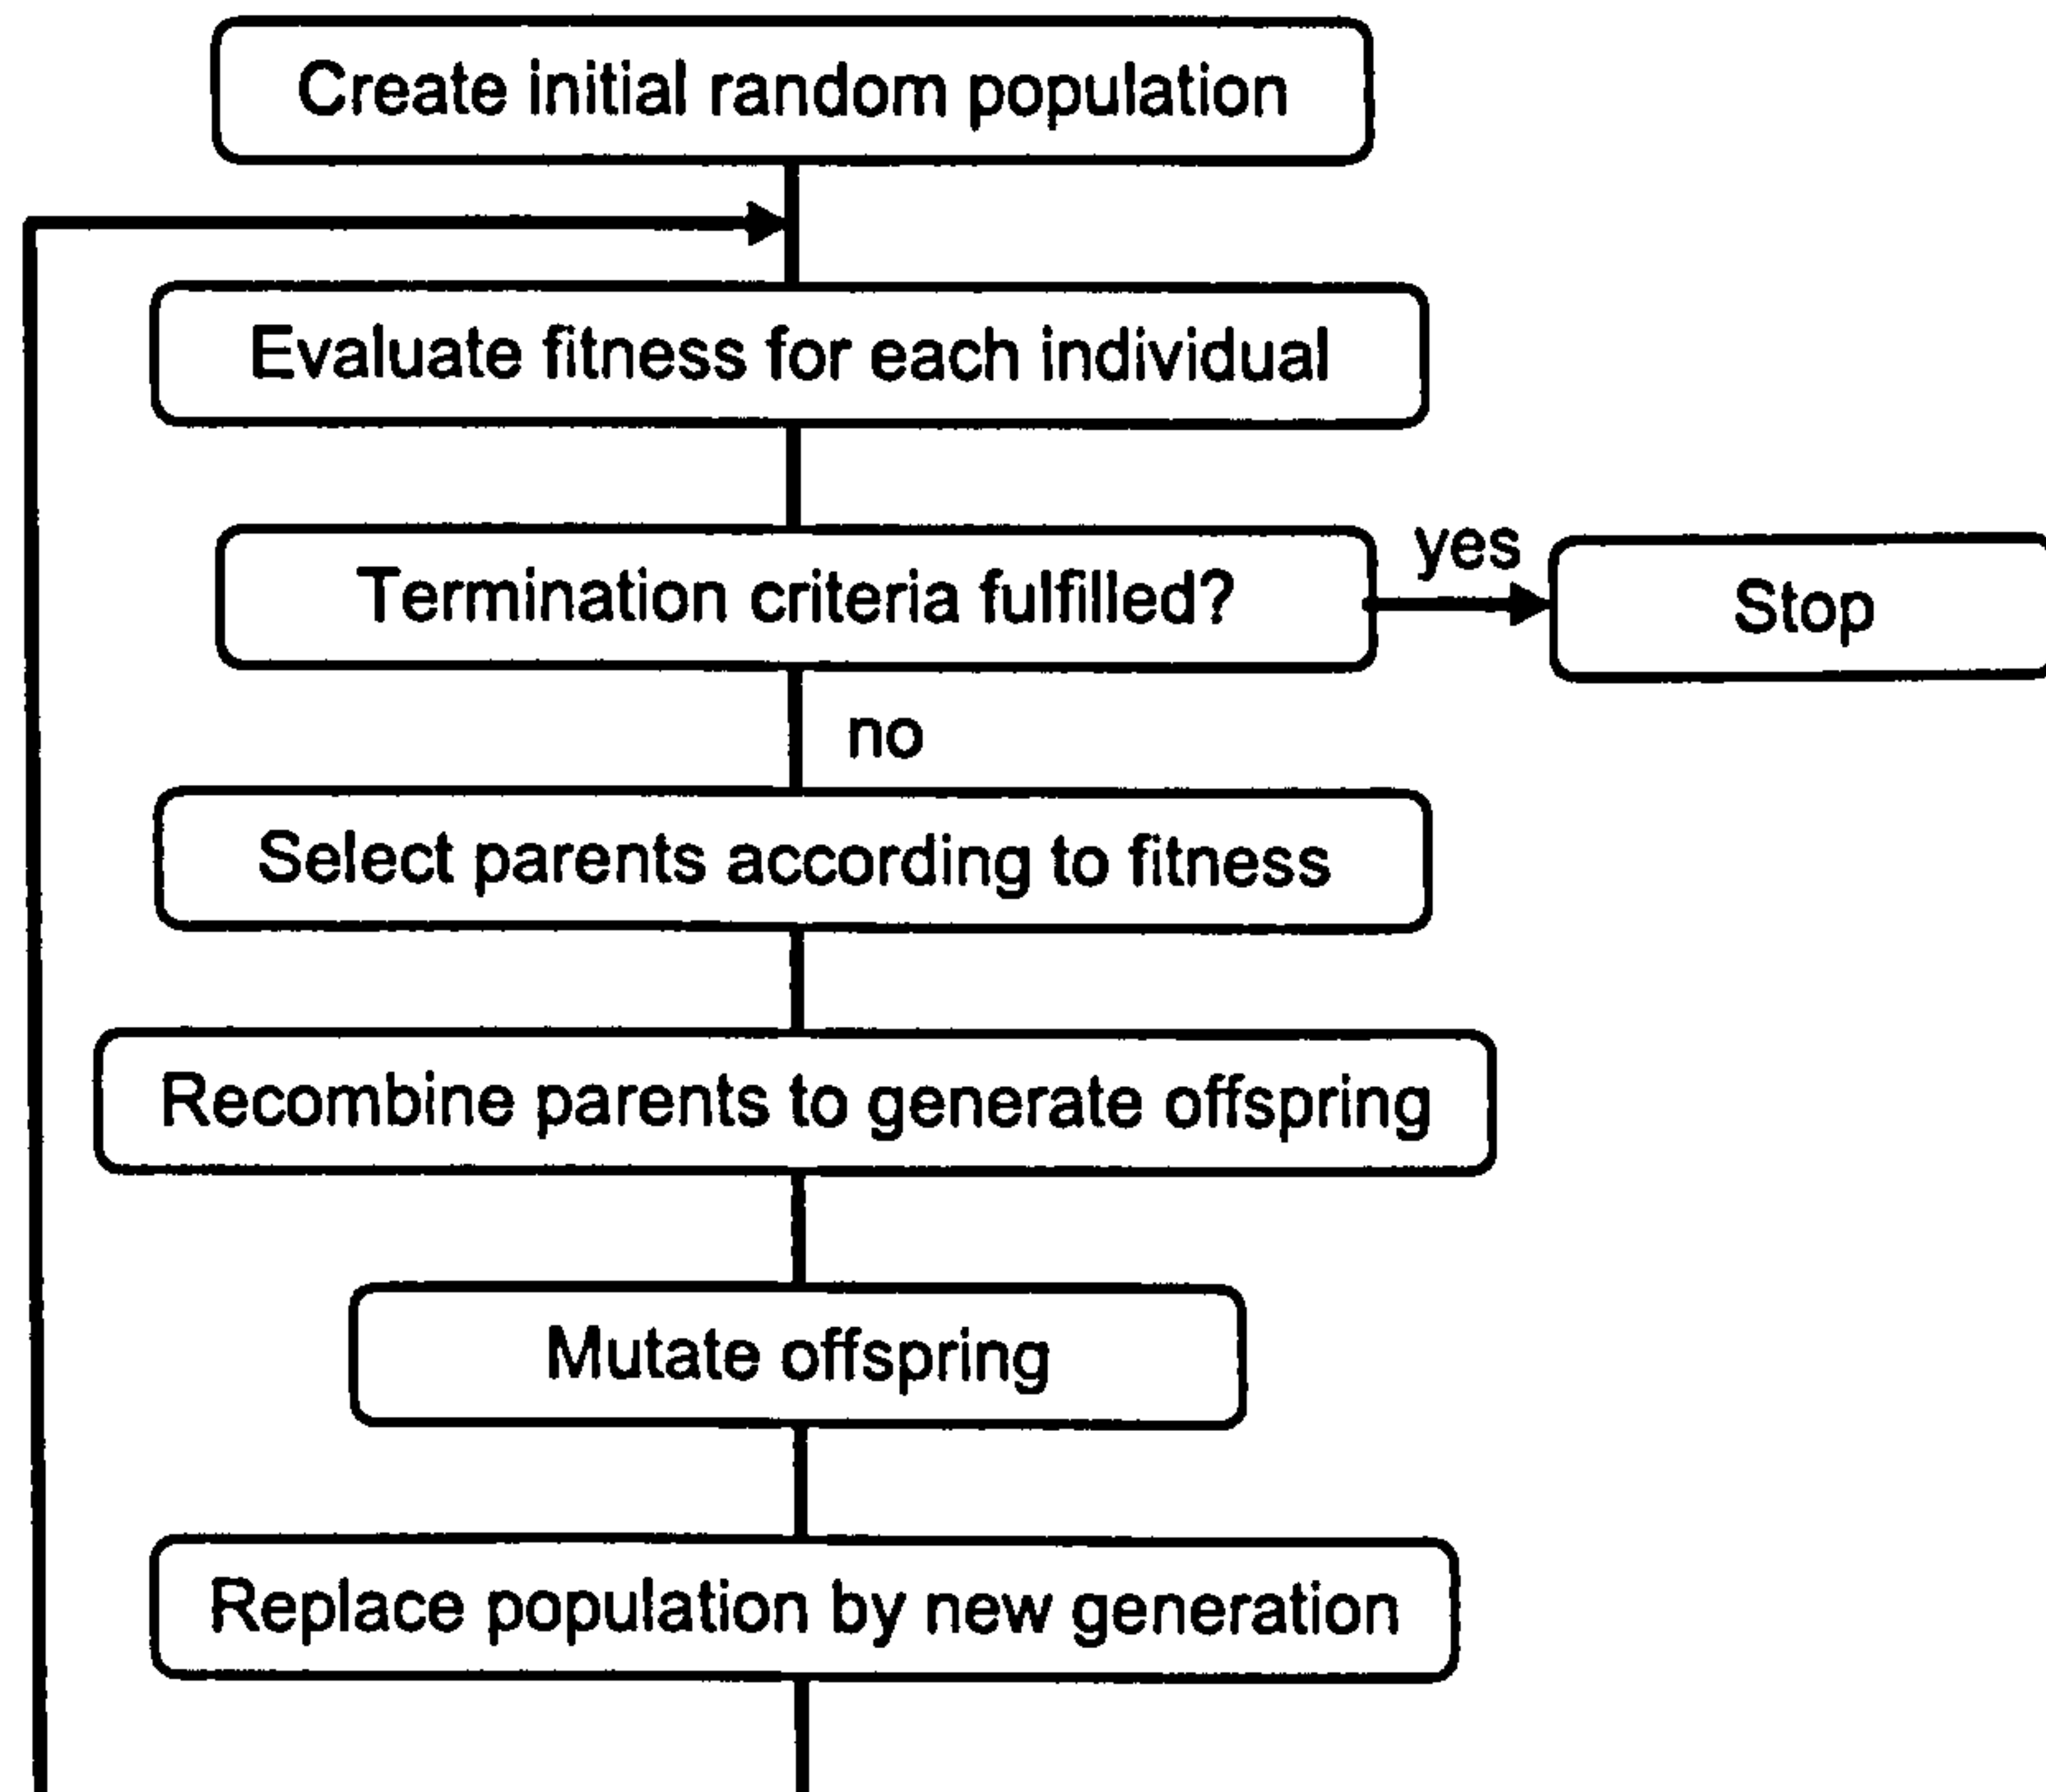 Create initial random population
Evaluate fitness for each individual
Termination criteria fulfilled?
yes
Stop
no
Select parents according to fitness
Recombine parents to generate offspring
Mutate offspring
Replace population by new generation